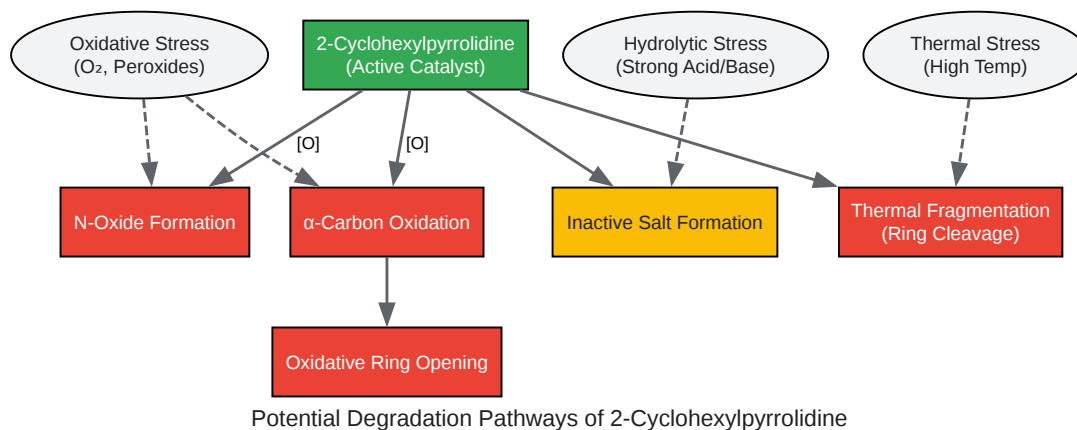 Oxidative Stress
(O₂, Peroxides)
2-Cyclohexylpyrrolidine
(Active Catalyst)
Hydrolytic Stress
(Strong Acid/Base)
Thermal Stress
(High Temp)
[O]
[O]
N-Oxide Formation
α-Carbon Oxidation
Inactive Salt Formation
Thermal Fragmentation
(Ring Cleavage)
Oxidative Ring Opening
Potential Degradation Pathways of 2-Cyclohexylpyrrolidine